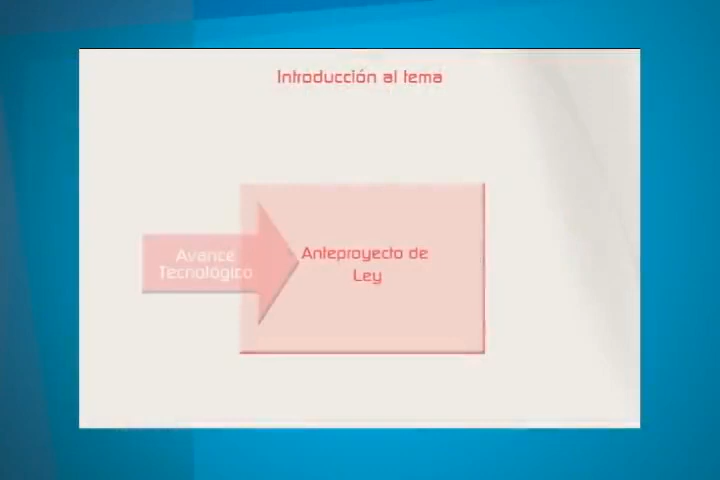 Introducción al tema
Avance
Tecnológico
Anteproyecto de
Ley